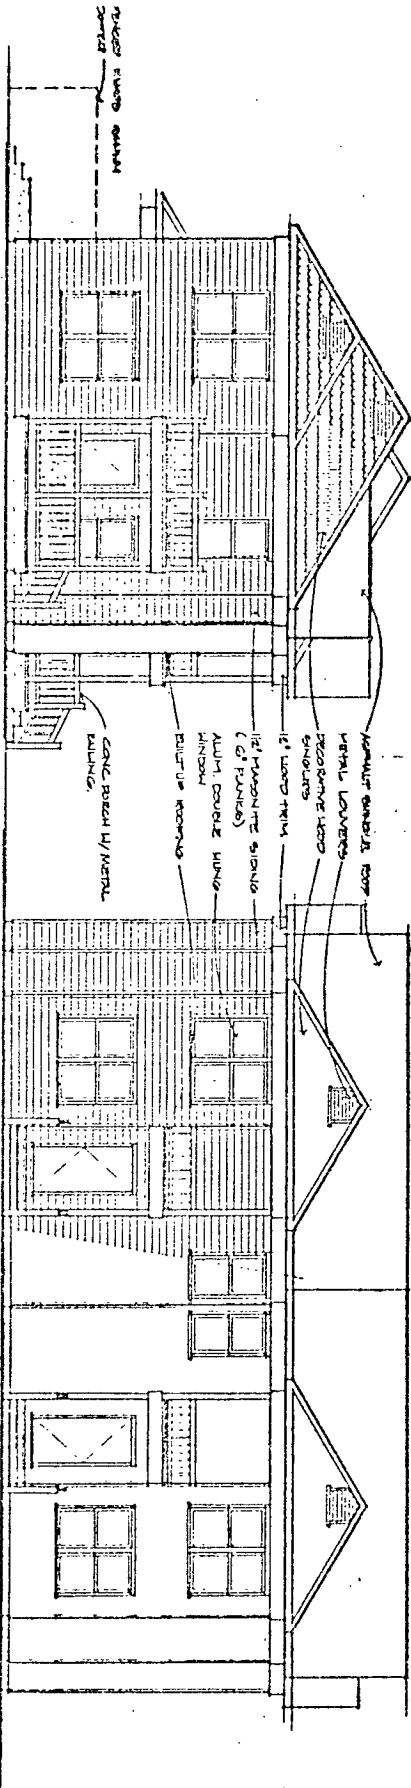 ASPHALT SHINGLE ROOF
METAL LOUVERS
DECORATIVE WOOD
SHINGLES
12" WOOD TRIM
1/2" MASONITE SIDING
(6" PLANKS)
ALUM. DOUBLE HUNG
WINDOW
BUILT UP ROOFING
CONC. PORCH W/ METAL
RAILING.